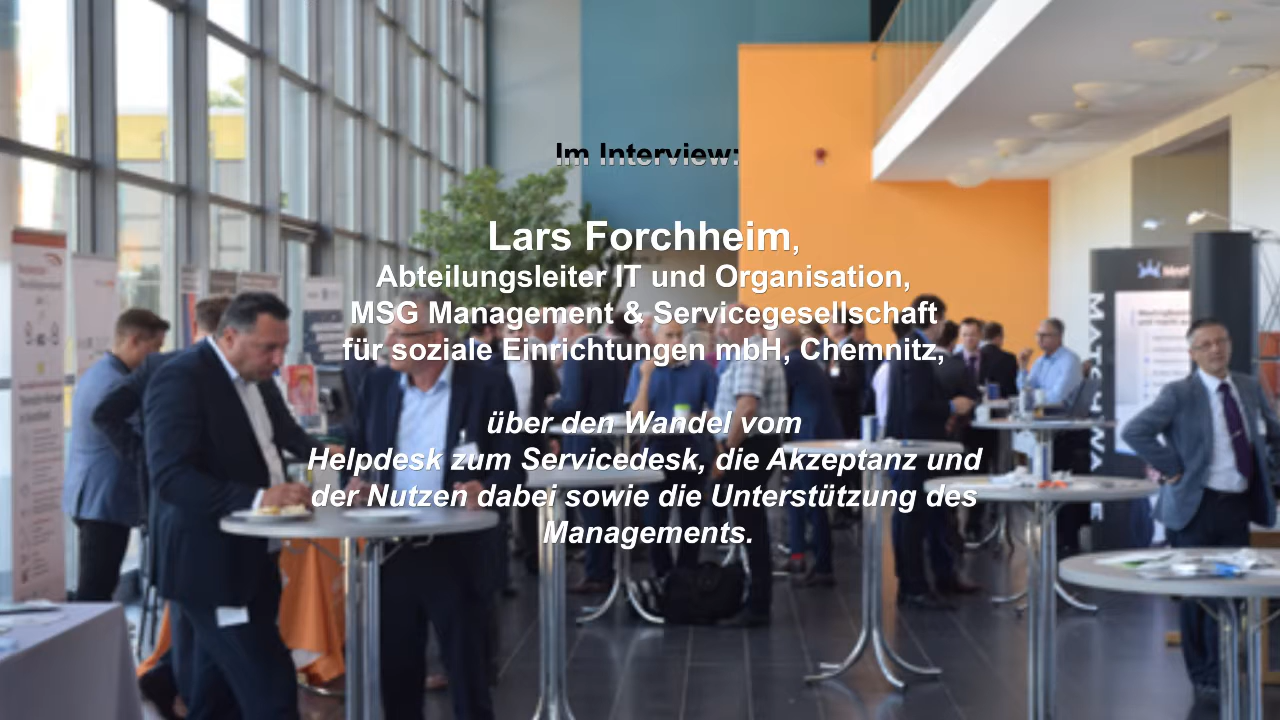 Im Interview:
Lars Forchheim,
Abteilungsleiter IT und Organisation,
MSG Management & Servicegesellschaft
für soziale Einrichtungen mbH, Chemnitz,
über den Wandel vom
Helpdesk zum Servicedesk, die Akzeptanz und
der Nutzen dabei sowie die Unterstützung des
Managements.